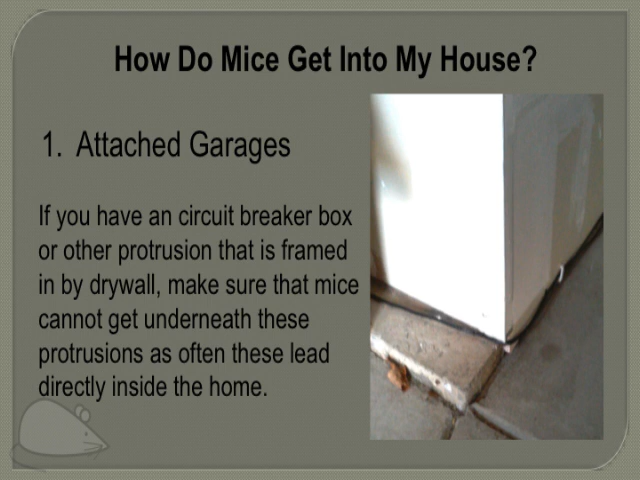 How Do Mice Get Into My House?
1. Attached Garages
If you have an circuit breaker box
or other protrusion that is framed
in by drywall, make sure that mice
cannot get underneath these
protrusions as often these lead
directly inside the home.